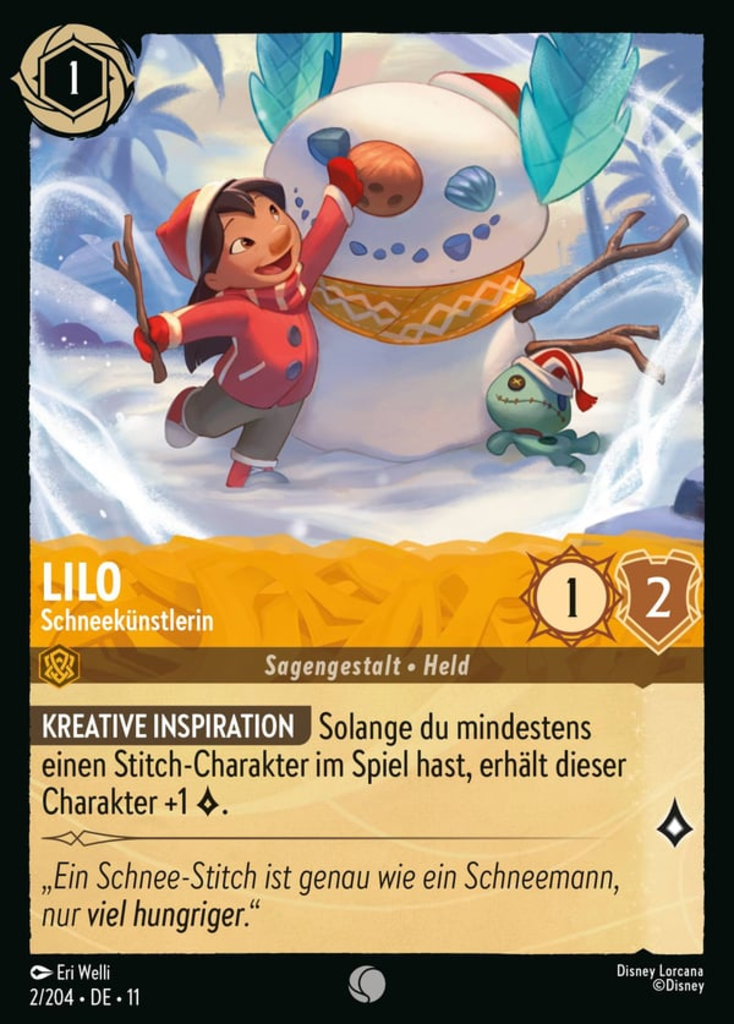 1
LILO
Schneekünstlerin
1
2
Sagengestalt • Held
KREATIVE INSPIRATION Solange du mindestens
einen Stitch-Charakter im Spiel hast, erhält dieser
Charakter +1 .
„Ein Schnee-Stitch ist genau wie ein Schneemann,
nur viel hungriger.“
Eri Welli
2/204 • DE • 11
Disney Lorcana
©Disney